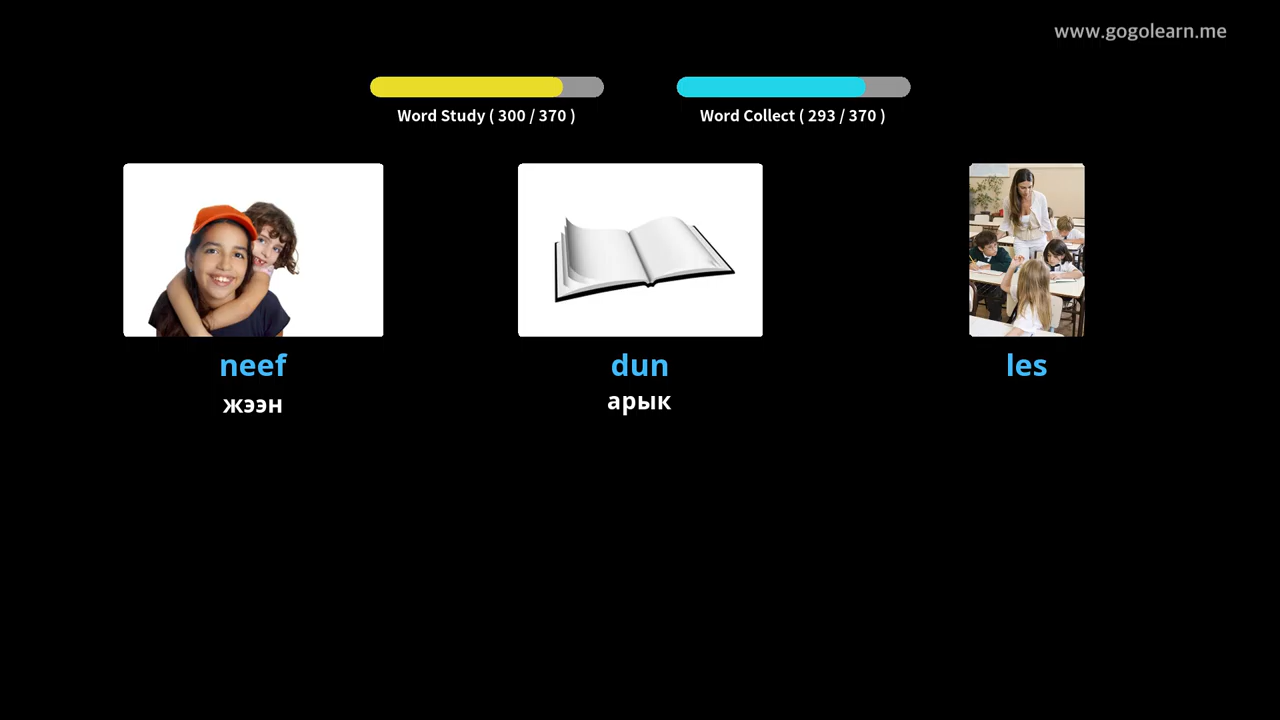 www.gogolearn.me
Word Study ( 300 / 370 )
Word Collect ( 293 / 370 )
neef
dun
les
жээн
арык